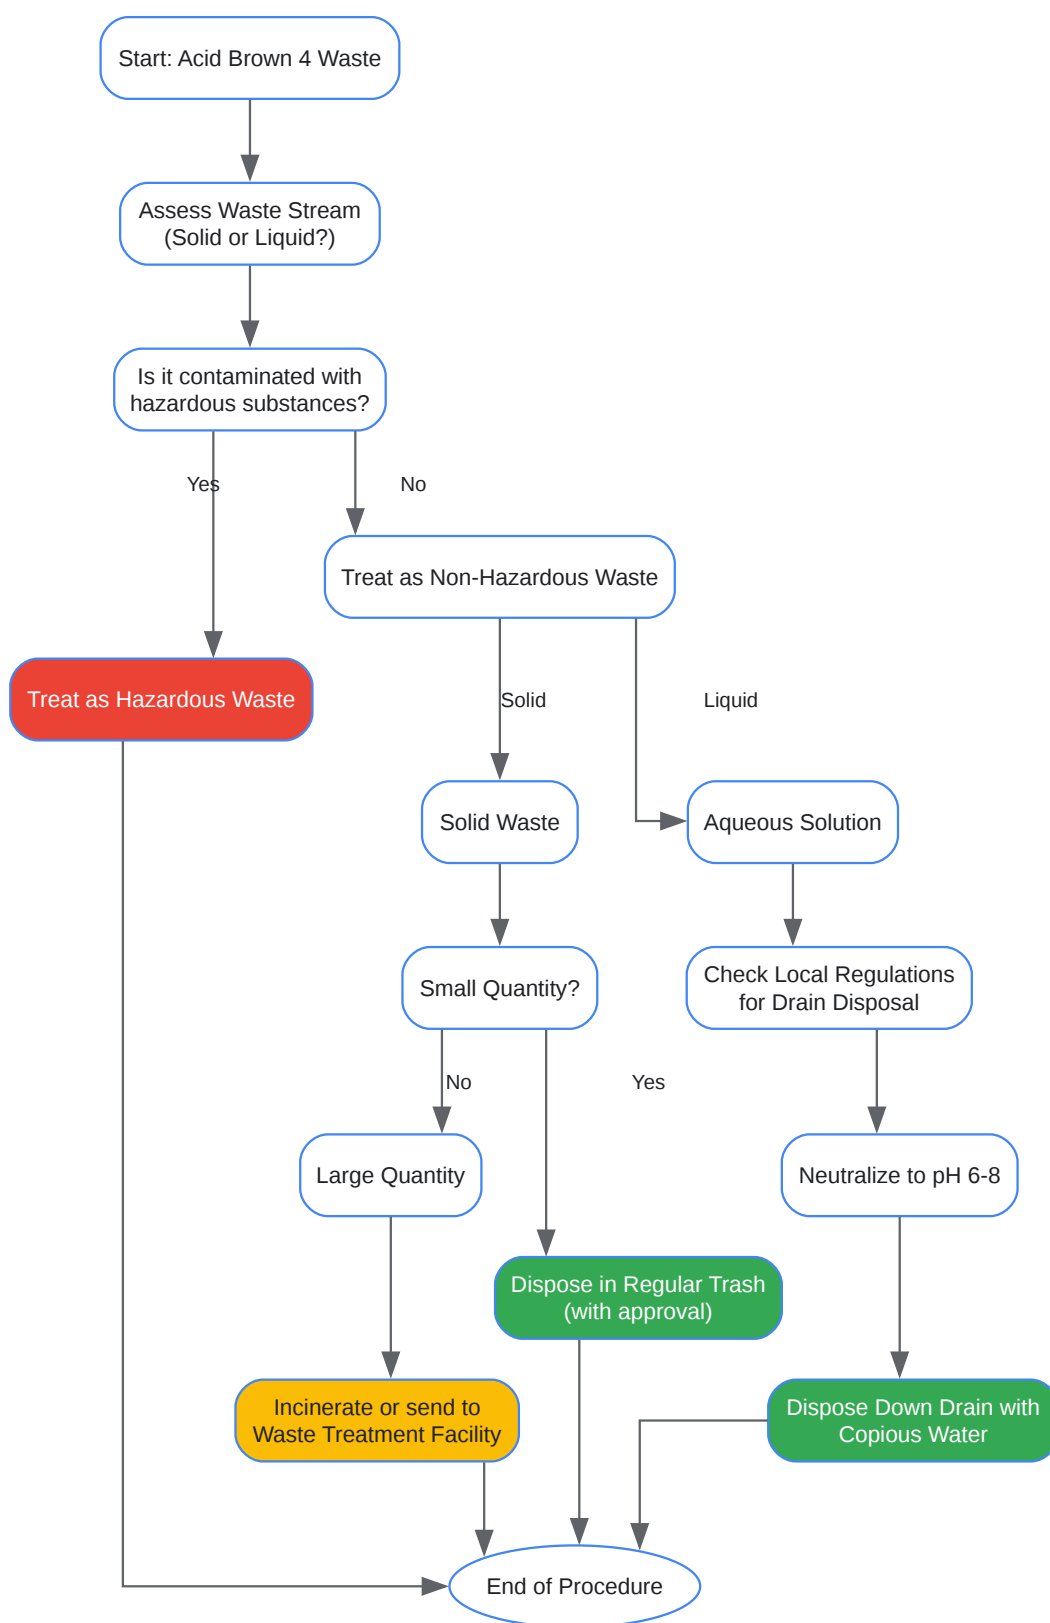 Start: Acid Brown 4 Waste
Assess Waste Stream
(Solid or Liquid?)
Is it contaminated with
hazardous substances?
Yes
No
Treat as Non-Hazardous Waste
Treat as Hazardous Waste
Solid
Liquid
Solid Waste
Aqueous Solution
Small Quantity?
Check Local Regulations
for Drain Disposal
No
Yes
Large Quantity
Neutralize to pH 6-8
Dispose in Regular Trash
(with approval)
Incinerate or send to
Waste Treatment Facility
Dispose Down Drain with
Copious Water
End of Procedure